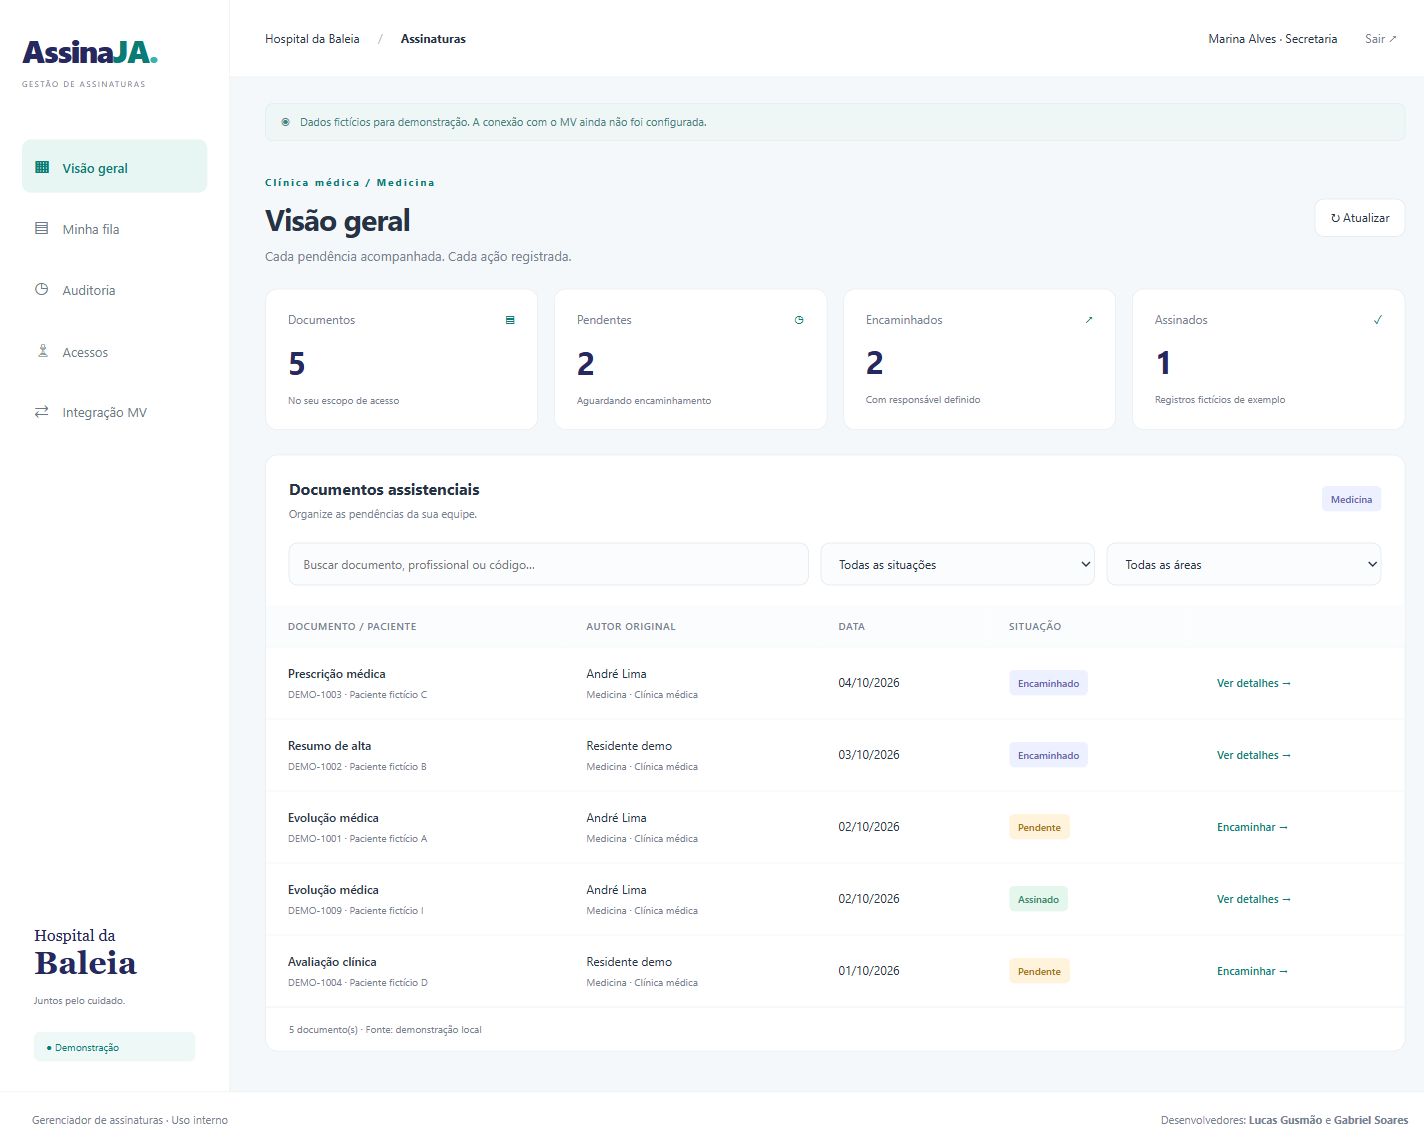 AssinaJA.
GESTÃO DE ASSINATURAS
Visão geral
Minha fila
Auditoria
Acessos
Integração MV
Hospital da
Baleia
Juntos pelo cuidado.
● Demonstração
Hospital da Baleia / Assinaturas
Marina Alves · Secretaria
Sair ↗
Dados fictícios para demonstração. A conexão com o MV ainda não foi configurada.
Clínica médica / Medicina
Visão geral
Cada pendência acompanhada. Cada ação registrada.
↻ Atualizar
Documentos
5
No seu escopo de acesso
Pendentes
2
Aguardando encaminhamento
Encaminhados
2
Com responsável definido
Assinados
1
Registros fictícios de exemplo
Documentos assistenciais
Organize as pendências da sua equipe.
Medicina
Buscar documento, profissional ou código...
Todas as situações
Todas as áreas
DOCUMENTO / PACIENTE AUTOR ORIGINAL DATA SITUAÇÃO
Prescrição médica
DEMO-1003 · Paciente fictício C
André Lima
Medicina · Clínica médica
04/10/2026
Encaminhado
Ver detalhes →
Resumo de alta
DEMO-1002 · Paciente fictício B
Residente demo
Medicina · Clínica médica
03/10/2026
Encaminhado
Ver detalhes →
Evolução médica
DEMO-1001 · Paciente fictício A
André Lima
Medicina · Clínica médica
02/10/2026
Pendente
Encaminhar →
Evolução médica
DEMO-1009 · Paciente fictício I
André Lima
Medicina · Clínica médica
02/10/2026
Assinado
Ver detalhes →
Avaliação clínica
DEMO-1004 · Paciente fictício D
Residente demo
Medicina · Clínica médica
01/10/2026
Pendente
Encaminhar →
5 documento(s) · Fonte: demonstração local
Gerenciador de assinaturas · Uso interno
Desenvolvedores: Lucas Gusmão e Gabriel Soares